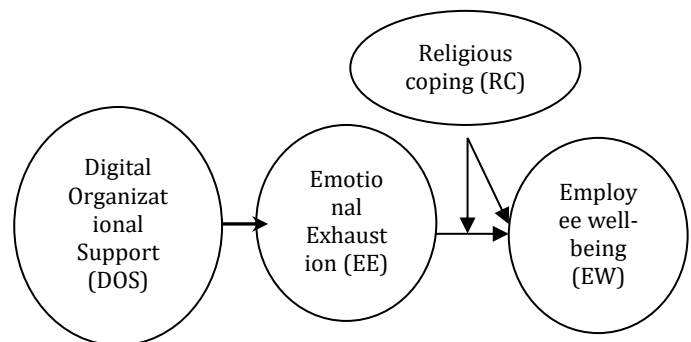 Religious
coping (RC)
Digital
Organizat
ional
Support
(DOS)
Emotio
nal
Exhaust
ion (EE)
Employ
ee well-
being
(EW)